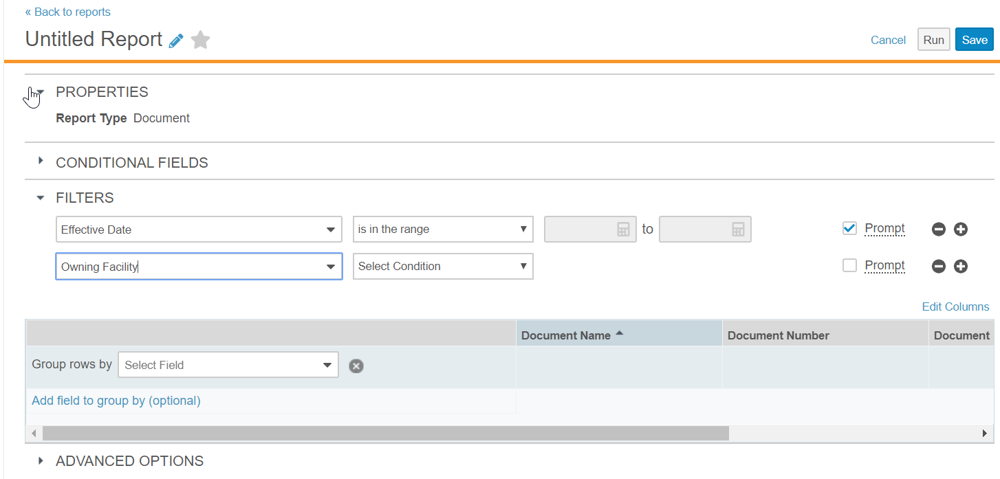 « Back to reports
Untitled Report
Cancel Run Save
PROPERTIES
Report Type Document
CONDITIONAL FIELDS
FILTERS
Effective Date is in the range to Prompt
Owning Facility Select Condition Prompt
Edit Columns
Document Name Document Number Document
Group rows by Select Field
Add field to group by (optional)
ADVANCED OPTIONS